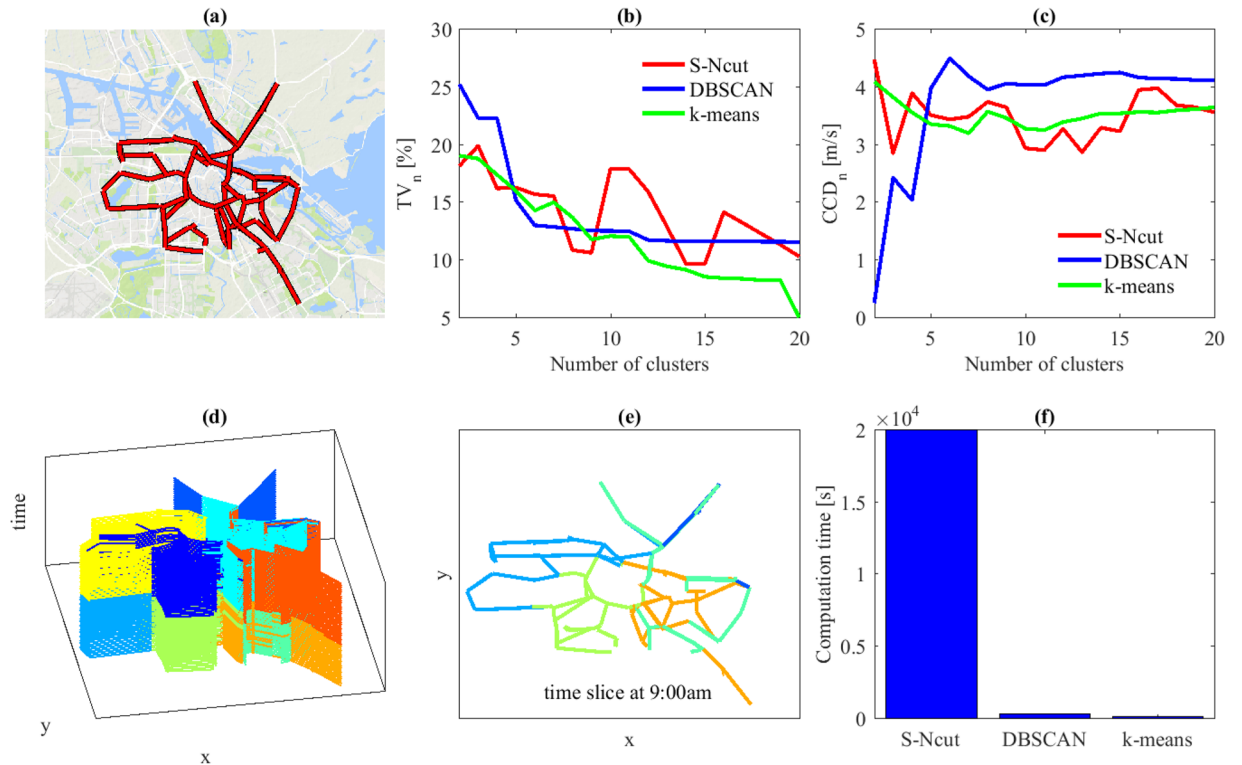 (a)
(b)
30
25
20
15
10
5
TVn [%]
S-Ncut
DBSCAN
k-means
5
10
15
20
Number of clusters
(c)
5
4
3
2
1
0
CCDn [m/s]
S-Ncut
DBSCAN
k-means
5
10
15
20
Number of clusters
(d)
time
y
x
(e)
y
time slice at 9:00am
x
(f)
×10^4
2
1.5
1
0.5
0
Computation time [s]
S-Ncut
DBSCAN
k-means